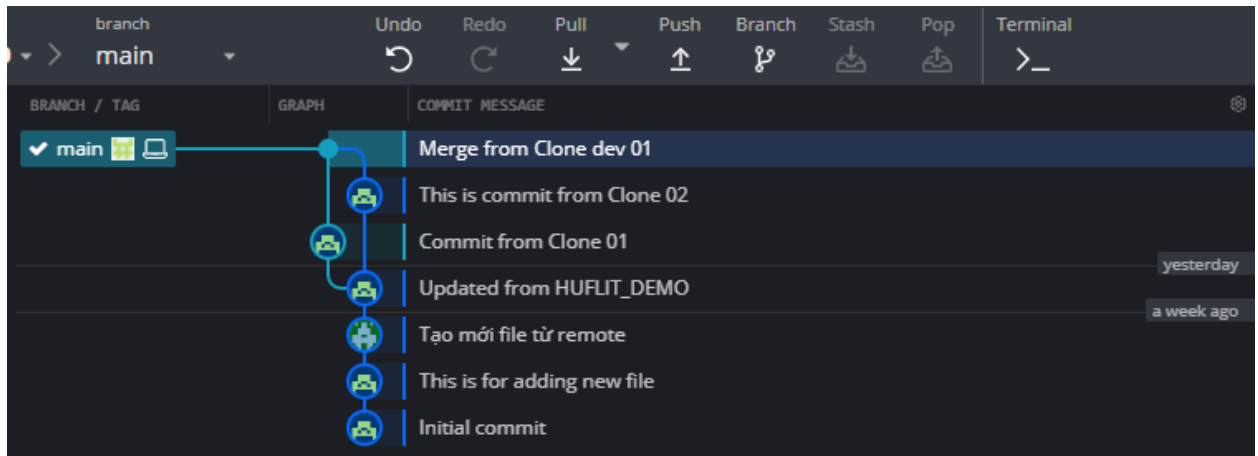 branch
main
Undo
Redo
Pull
Push
Branch
Stash
Pop
Terminal
BRANCH / TAG
GRAPH
COMMIT MESSAGE
main
Merge from Clone dev 01
This is commit from Clone 02
Commit from Clone 01
yesterday
Updated from HUFLIT_DEMO
a week ago
Tạo mới file từ remote
This is for adding new file
Initial commit